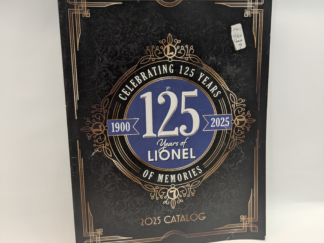 CELEBRATING 125 YEARS
1900
125
2025
Years of
LIONEL
OF MEMORIES
2025 CATALOG